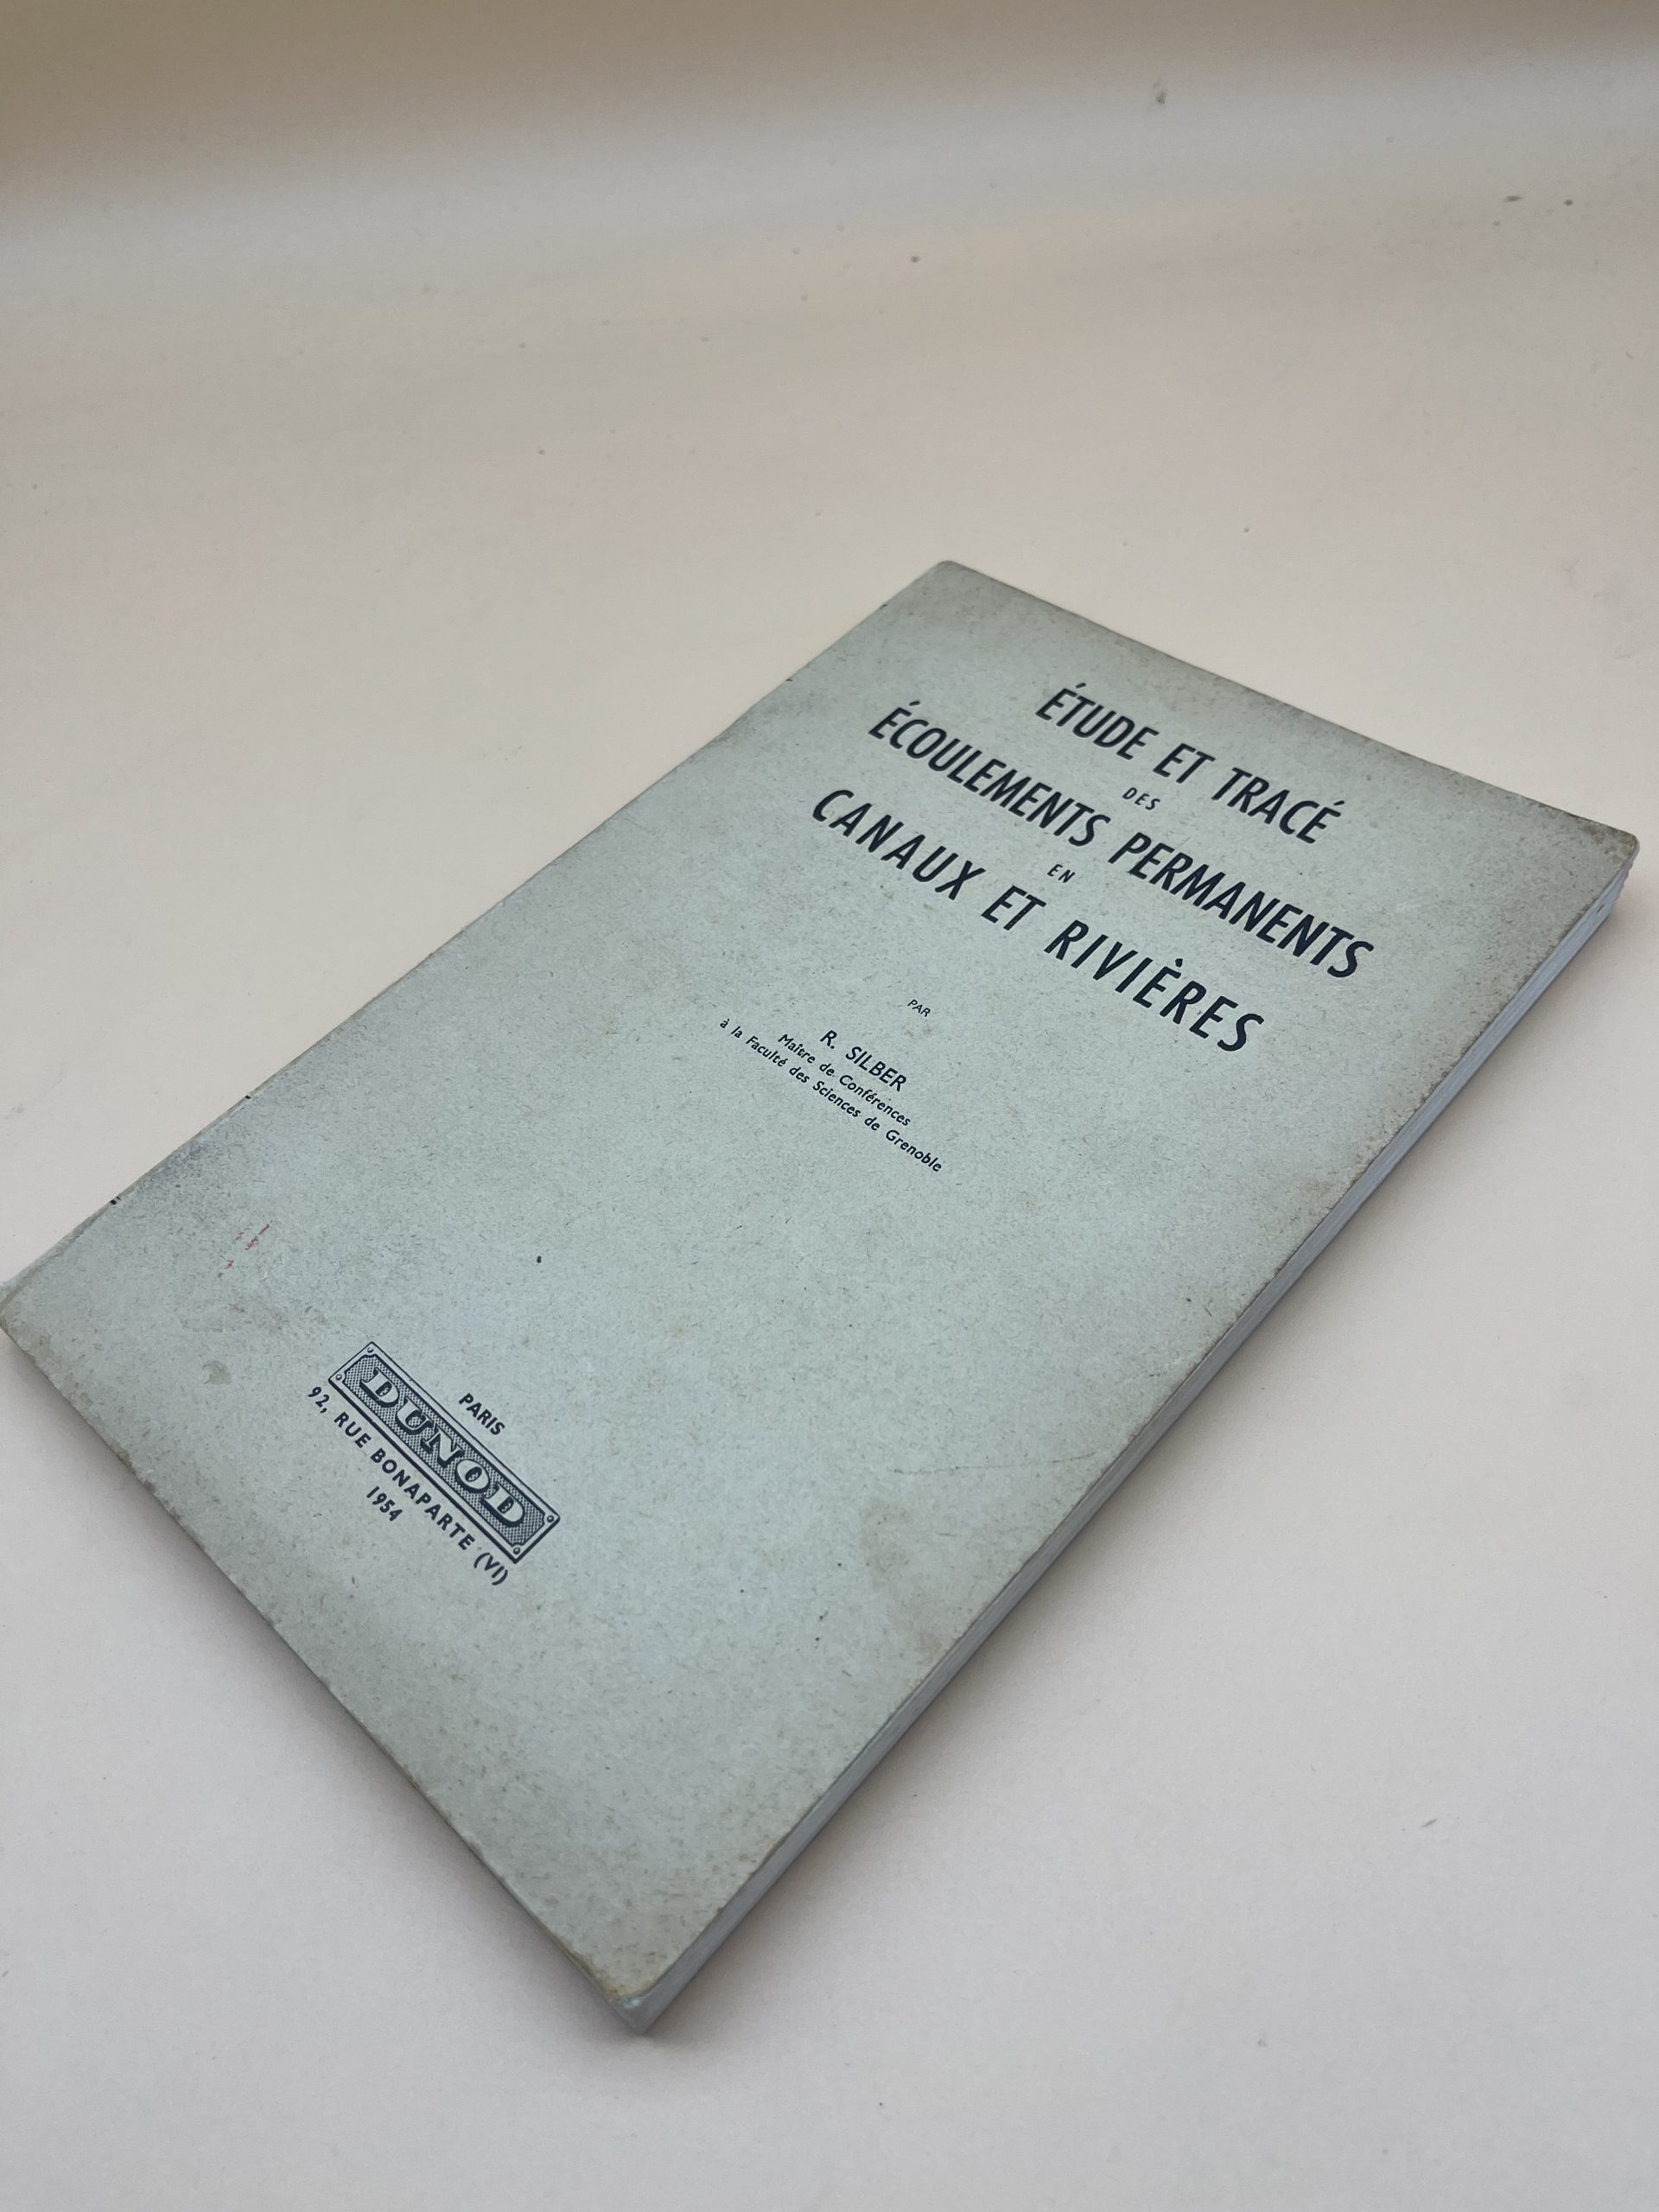 ÉTUDE ET TRACÉ
DES
ÉCOULEMENTS PERMANENTS
EN
CANAUX ET RIVIÈRES
PAR
R. SILBER
Maître de Conférences
à la Faculté des Sciences de Grenoble
PARIS
DUNOD
92, RUE BONAPARTE (VI)
1954